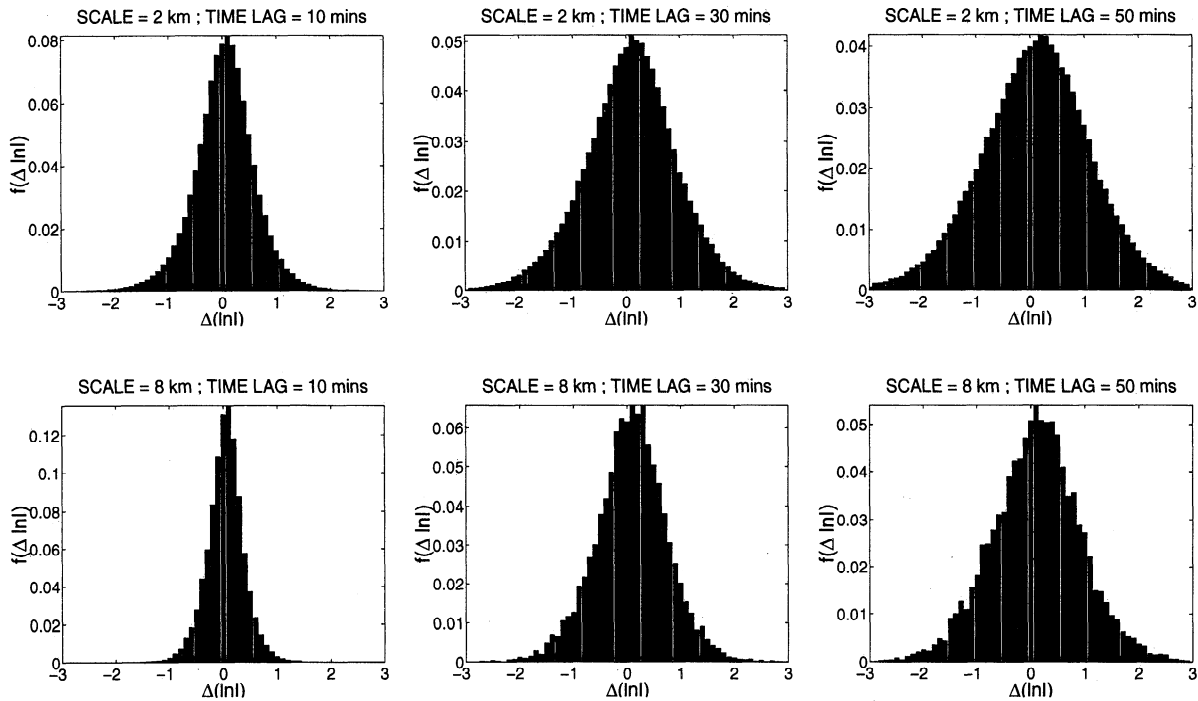 SCALE = 2 km ; TIME LAG = 10 mins
0.08
0.06
0.04
0.02
0
f(Δ lnI)
−3 −2 −1 0 1 2 3
Δ(lnI)
SCALE = 2 km ; TIME LAG = 30 mins
0.05
0.04
0.03
0.02
0.01
0
f(Δ lnI)
−3 −2 −1 0 1 2 3
Δ(lnI)
SCALE = 2 km ; TIME LAG = 50 mins
0.04
0.03
0.02
0.01
0
f(Δ lnI)
−3 −2 −1 0 1 2 3
Δ(lnI)
SCALE = 8 km ; TIME LAG = 10 mins
0.12
0.1
0.08
0.06
0.04
0.02
0
f(Δ lnI)
−3 −2 −1 0 1 2 3
Δ(lnI)
SCALE = 8 km ; TIME LAG = 30 mins
0.06
0.05
0.04
0.03
0.02
0.01
0
f(Δ lnI)
−3 −2 −1 0 1 2 3
Δ(lnI)
SCALE = 8 km ; TIME LAG = 50 mins
0.05
0.04
0.03
0.02
0.01
0
f(Δ lnI)
−3 −2 −1 0 1 2 3
Δ(lnI)